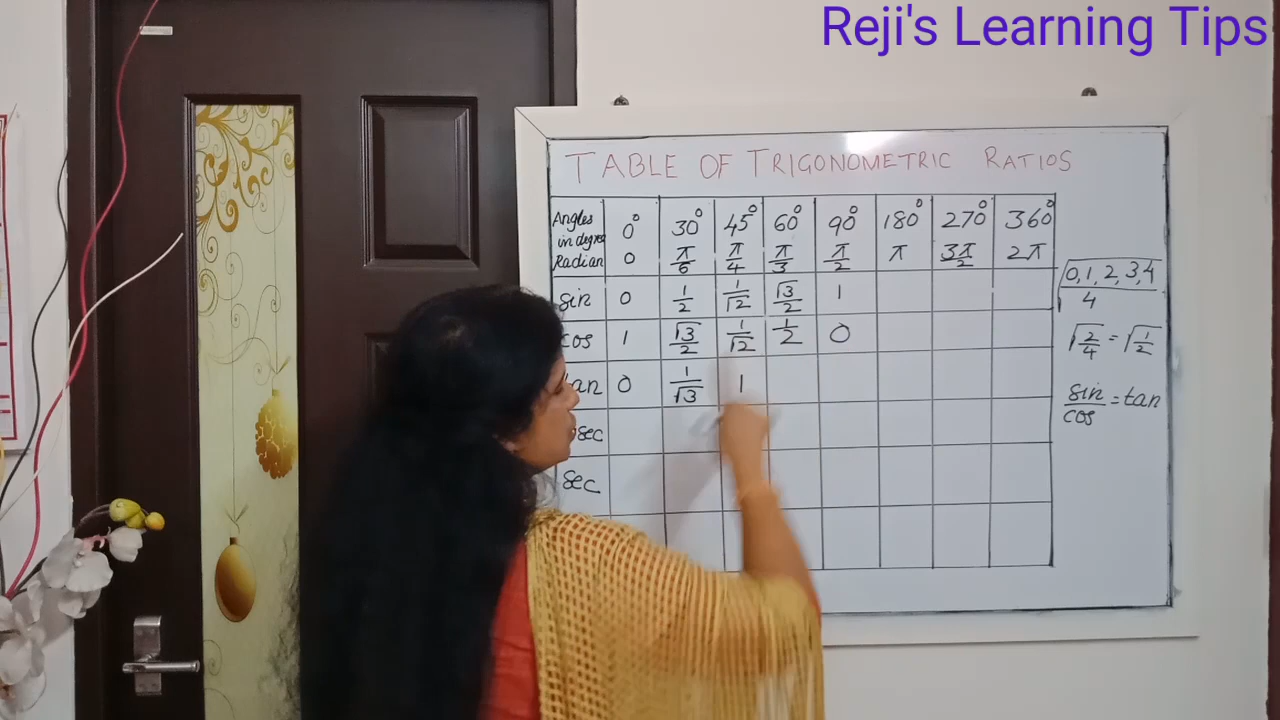 Reji's Learning Tips
TABLE OF TRIGONOMETRIC RATIOS
Angles in degree 0° 30° 45° 60° 90° 180° 270° 360°
Radian 0 π/6 π/4 π/3 π/2 π 3π/2 2π
sin 0 1/2 1/√2 √3/2 1
cos 1 √3/2 1/√2 1/2 0
tan 0 1/√3 1
sec
sec
√0,1,2,3,4/4
√2/4 = √1/2
sin/cos = tan